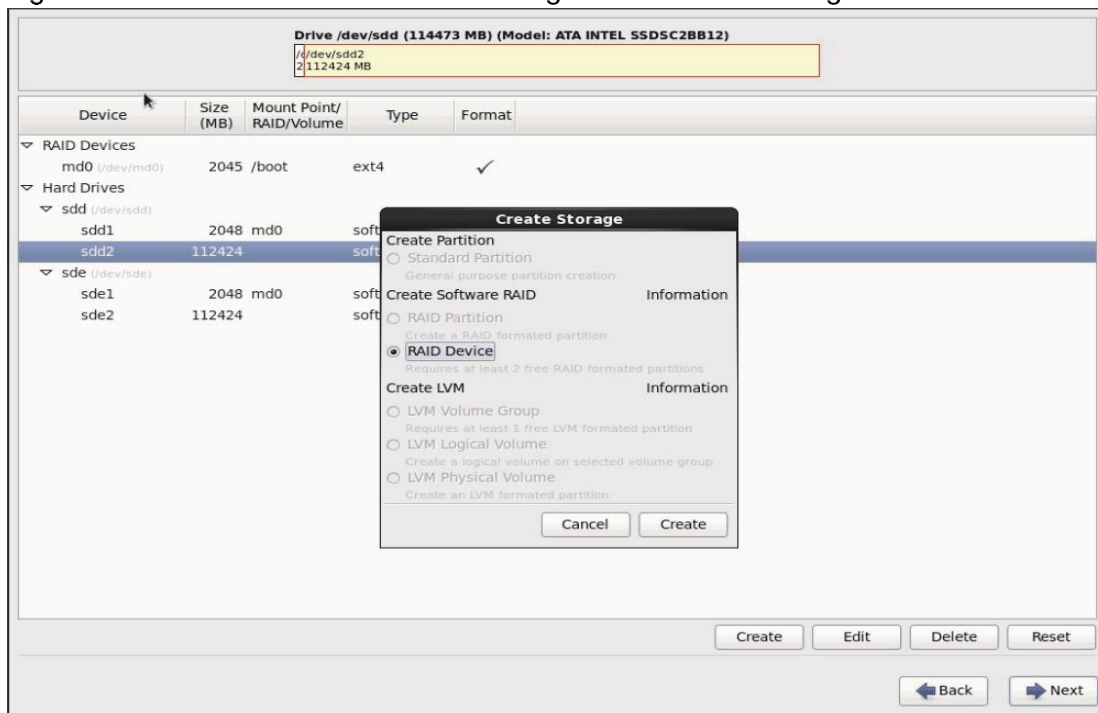 Drive /dev/sdd (114473 MB) (Model: ATA INTEL SSDSC2BB12)
/dev/sdd2
2 112424 MB
Device Size (MB) Mount Point/ RAID/Volume Type Format
RAID Devices
md0 (/dev/md0) 2045 /boot ext4 ✓
Hard Drives
sdd (/dev/sdd)
sdd1 2048 md0 soft
sdd2 112424 soft
sde (/dev/sde)
sde1 2048 md0 soft
sde2 112424 soft
Create Storage
Create Partition
Standard Partition
General purpose partition creation
Create Software RAID Information
RAID Partition
Create a RAID formated partition
RAID Device
Requires at least 2 free RAID formated partitions
Create LVM Information
LVM Volume Group
Requires at least 1 free LVM formated partition
LVM Logical Volume
Create a logical volume on selected volume group
LVM Physical Volume
Create an LVM formated partition
Cancel Create
Create Edit Delete Reset
Back Next